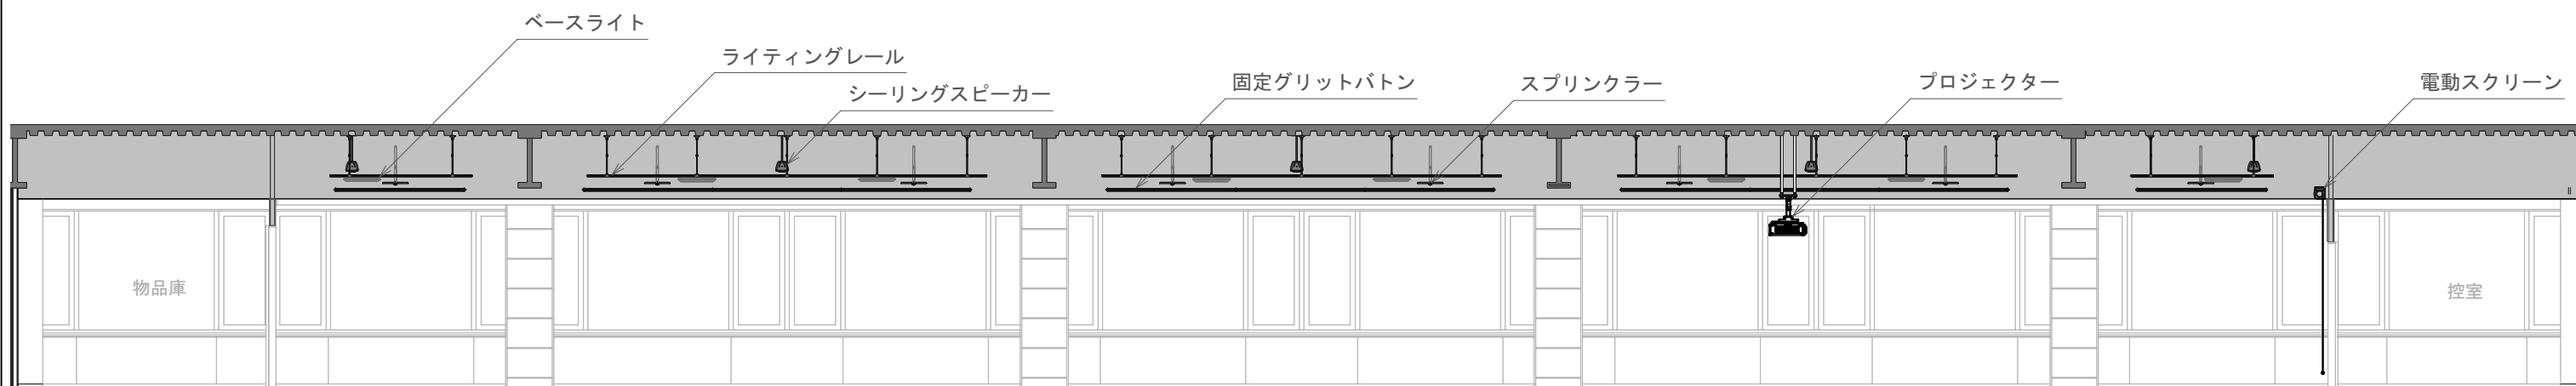 ベースライト
ライティングレール
シーリングスピーカー
固定グリットバトン
スプリンクラー
プロジェクター
電動スクリーン
物品庫
控室